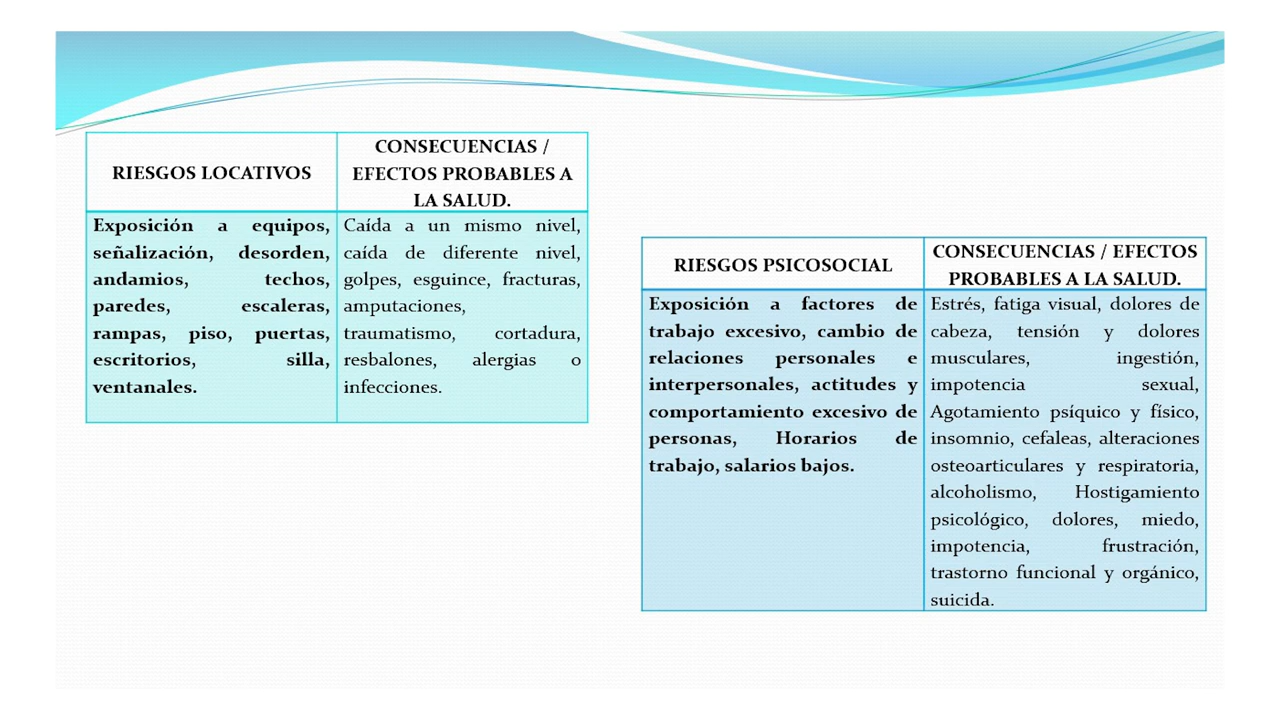 RIESGOS LOCATIVOS
CONSECUENCIAS /
EFECTOS PROBABLES A
LA SALUD.
Exposición a equipos,
señalización, desorden,
andamios, techos,
paredes, escaleras,
rampas, piso, puertas,
escritorios, silla,
ventanales.
Caída a un mismo nivel,
caída de diferente nivel,
golpes, esguince, fracturas,
amputaciones,
traumatismo, cortadura,
resbalones, alergias o
infecciones.
RIESGOS PSICOSOCIAL
CONSECUENCIAS / EFECTOS
PROBABLES A LA SALUD.
Exposición a factores de
trabajo excesivo, cambio de
relaciones personales e
interpersonales, actitudes y
comportamiento excesivo de
personas, Horarios de
trabajo, salarios bajos.
Estrés, fatiga visual, dolores de
cabeza, tensión y dolores
musculares, ingestión,
impotencia sexual,
Agotamiento psíquico y físico,
insomnio, cefaleas, alteraciones
osteoarticulares y respiratoria,
alcoholismo, Hostigamiento
psicológico, dolores, miedo,
impotencia, frustración,
trastorno funcional y orgánico,
suicida.